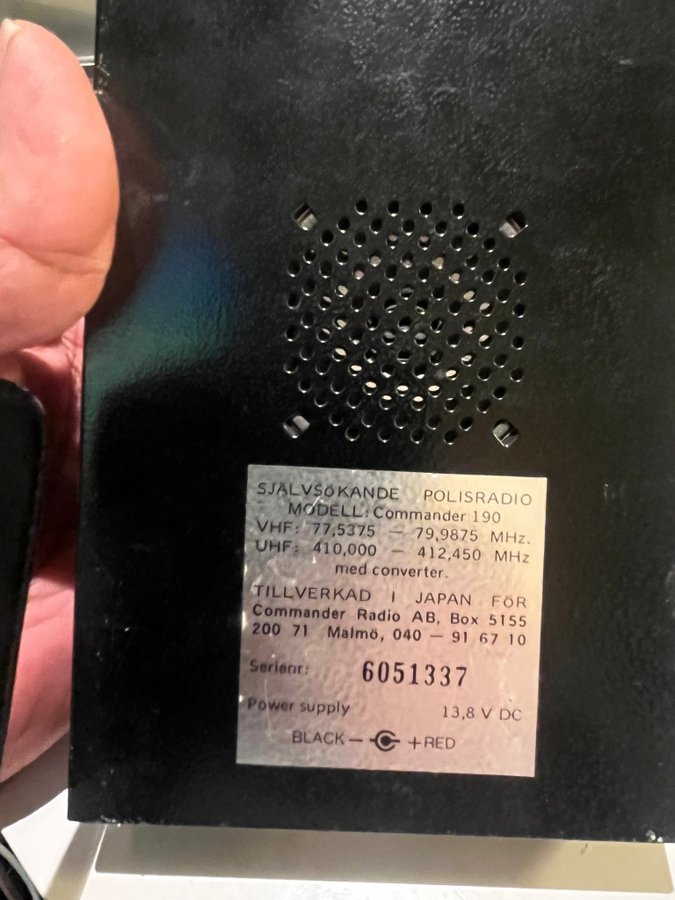 SJÄLVSÖKANDE POLISRADIO
MODELL: Commander 190
VHF: 77,5375 — 79,9875 MHz.
UHF: 410,000 — 412,450 MHz
med converter.
TILLVERKAD I JAPAN FÖR
Commander Radio AB, Box 5155
200 71 Malmö, 040 — 91 67 10
Serienr: 6051337
Power supply 13,8 V DC
BLACK — + RED